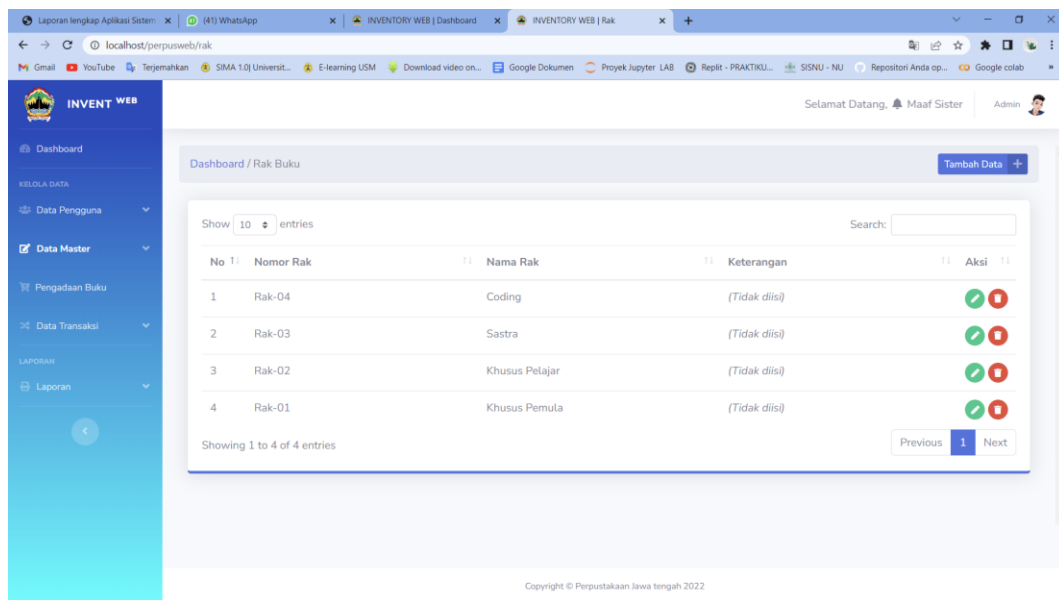 Laporan lengkap Aplikasi Sistem
(41) WhatsApp
INVENTORY WEB | Dashboard
INVENTORY WEB | Rak
localhost/perpusweb/rak
Gmail
YouTube
Terjemahkan
SIMA 1.0| Universit...
E-learning USM
Download video on...
Google Dokumen
Proyek Jupyter LAB
Replit - PRAKTIKU...
SISNU - NU
Repositori Anda op...
Google colab
»
INVENT WEB
Selamat Datang, Maaf Sister
Admin
Dashboard
KELOLA DATA
Data Pengguna
Data Master
Pengadaan Buku
Data Transaksi
LAPORAN
Laporan
Dashboard / Rak Buku
Tambah Data +
Show 10 entries
Search:
No Nomor Rak Nama Rak Keterangan Aksi
1 Rak-04 Coding (Tidak diisi)
2 Rak-03 Sastra (Tidak diisi)
3 Rak-02 Khusus Pelajar (Tidak diisi)
4 Rak-01 Khusus Pemula (Tidak diisi)
Showing 1 to 4 of 4 entries
Previous 1 Next
Copyright © Perpustakaan Jawa tengah 2022